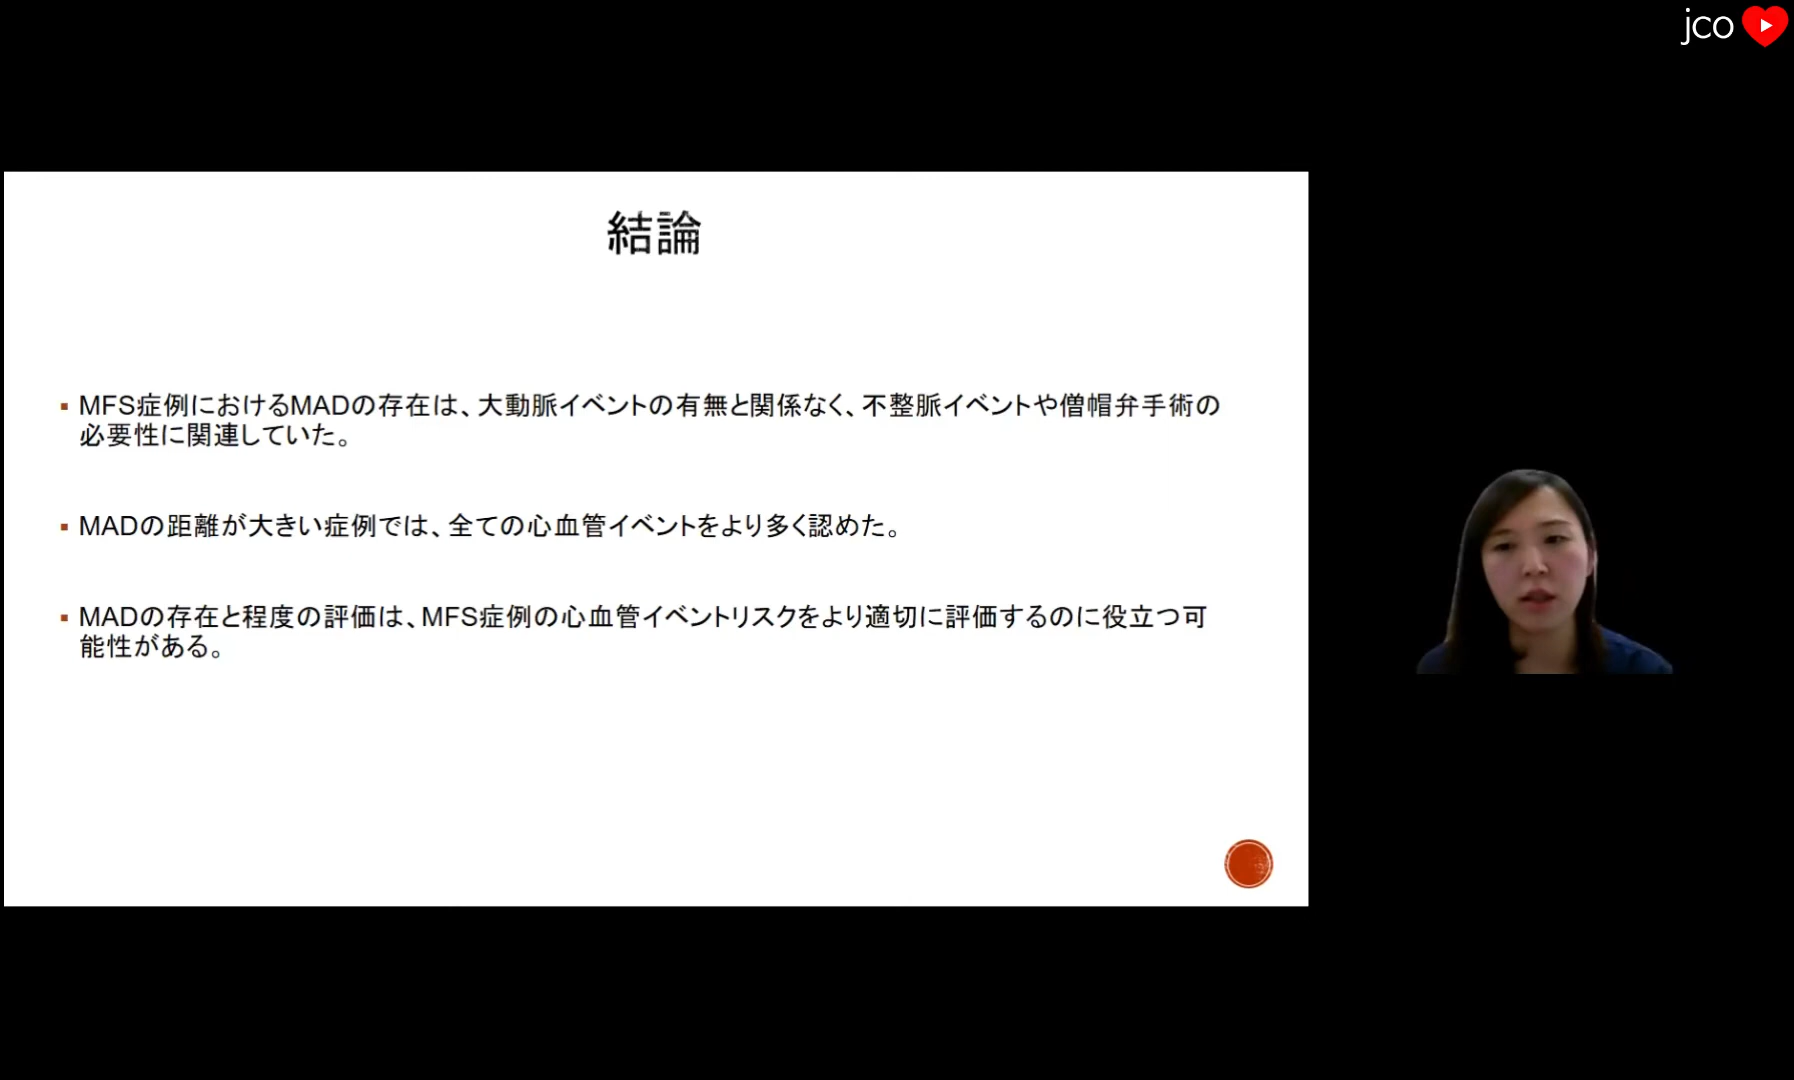 jco
結論
MFS症例におけるMADの存在は、大動脈イベントの有無と関係なく、不整脈イベントや僧帽弁手術の
必要性に関連していた。
MADの距離が大きい症例では、全ての心血管イベントをより多く認めた。
MADの存在と程度の評価は、MFS症例の心血管イベントリスクをより適切に評価するのに役立つ可
能性がある。